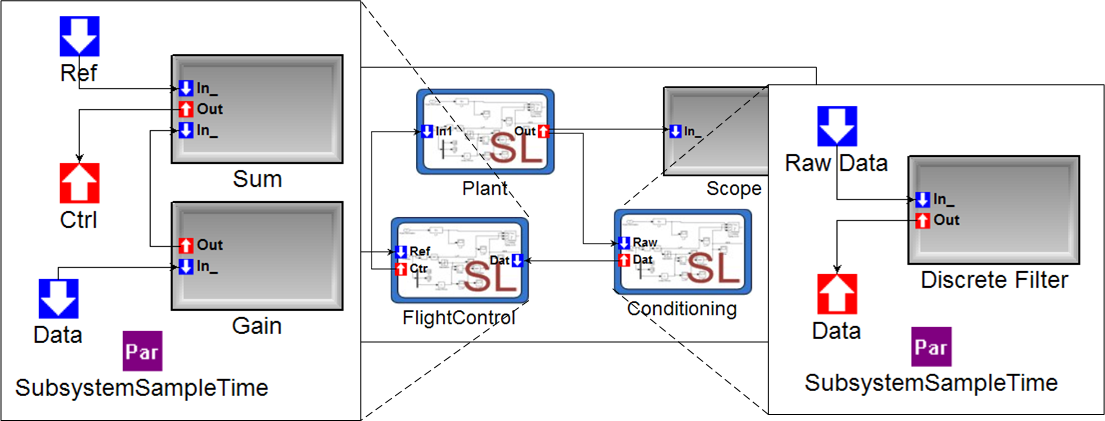 Ref
In_
Out
In_
Sum
Ctrl
Out
In_
Gain
Data
Par
SubsystemSampleTime
In1
Out
SL
Plant
In_
Scope
Ref
Ctr
Dat
SL
FlightControl
Raw
Dat
SL
Conditioning
Raw Data
In_
Out
Discrete Filter
Data
Par
SubsystemSampleTime